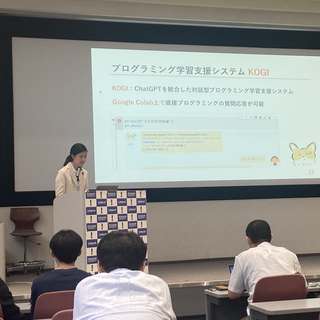 プログラミング学習支援システム KOGI
KOGI：ChatGPTを統合した対話型プログラミング学習支援システム
Google Colab上で直接プログラミングの質問応答が可能